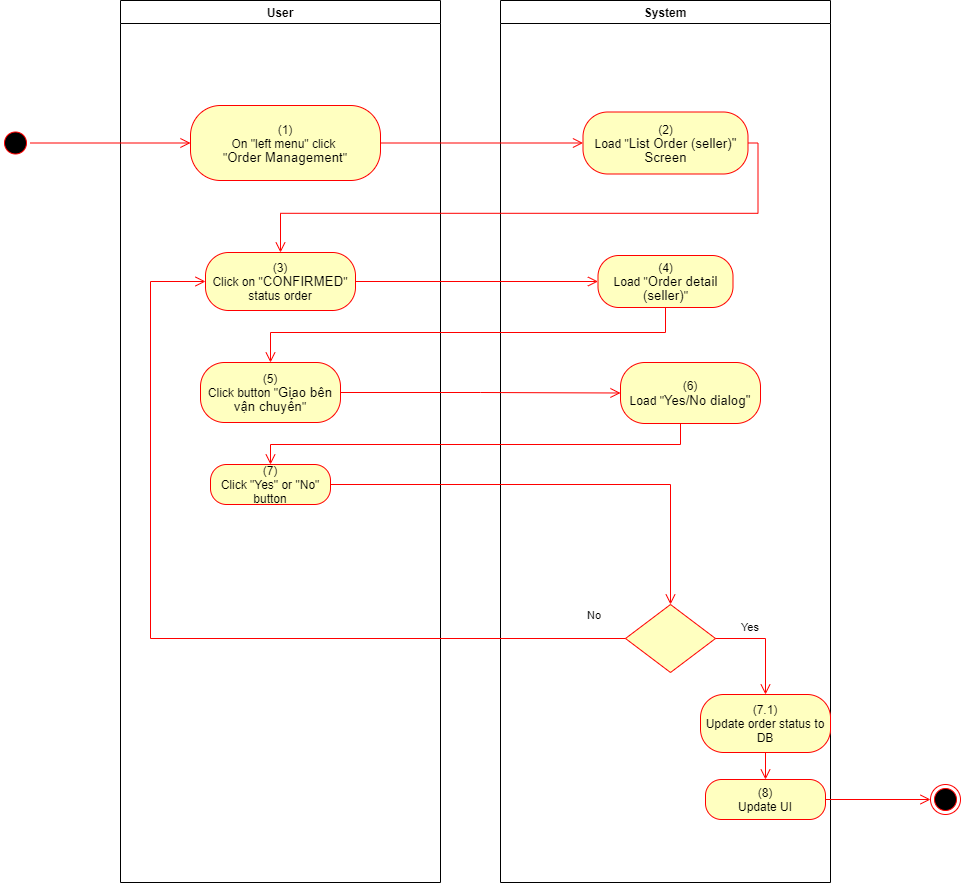 User
System
(1)
On "left menu" click
"Order Management"
(2)
Load "List Order (seller)"
Screen
(3)
Click on "CONFIRMED"
status order
(4)
Load "Order detail
(seller)"
(5)
Click button "Giao bên
vận chuyển"
(6)
Load "Yes/No dialog"
(7)
Click "Yes" or "No"
button
No
Yes
(7.1)
Update order status to
DB
(8)
Update UI